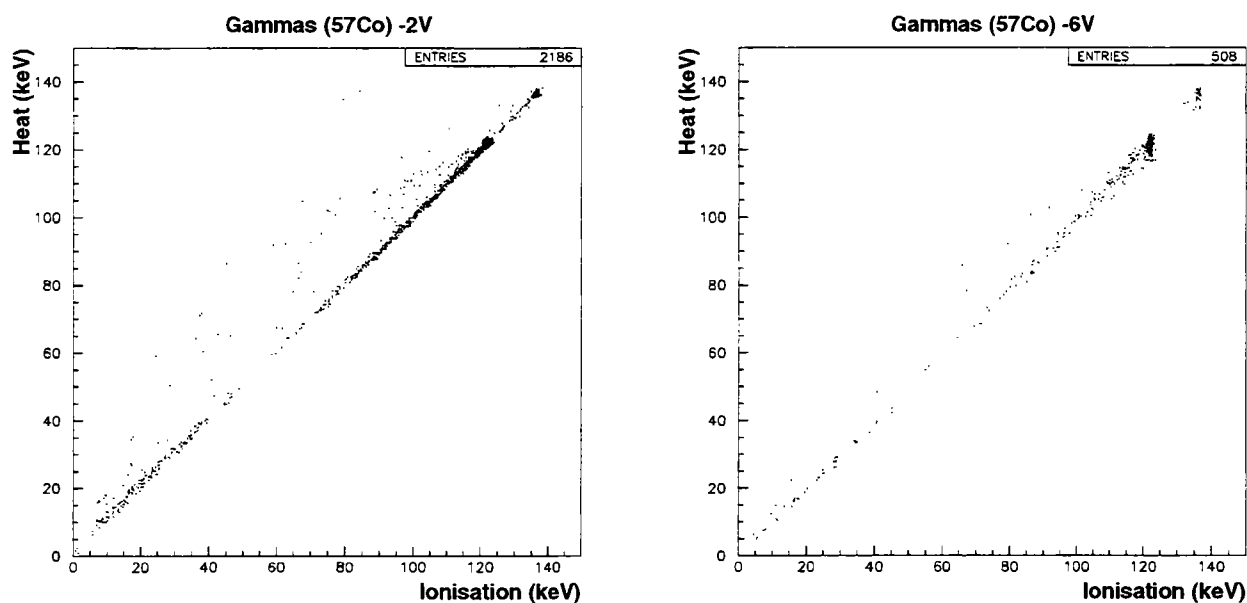 Gammas (57Co) -2V
ENTRIES 2186
Heat (keV)
140
120
100
80
60
40
20
0
0 20 40 60 80 100 120 140
Ionisation (keV)
Gammas (57Co) -6V
ENTRIES 508
Heat (keV)
140
120
100
80
60
40
20
0
0 20 40 60 80 100 120 140
Ionisation (keV)